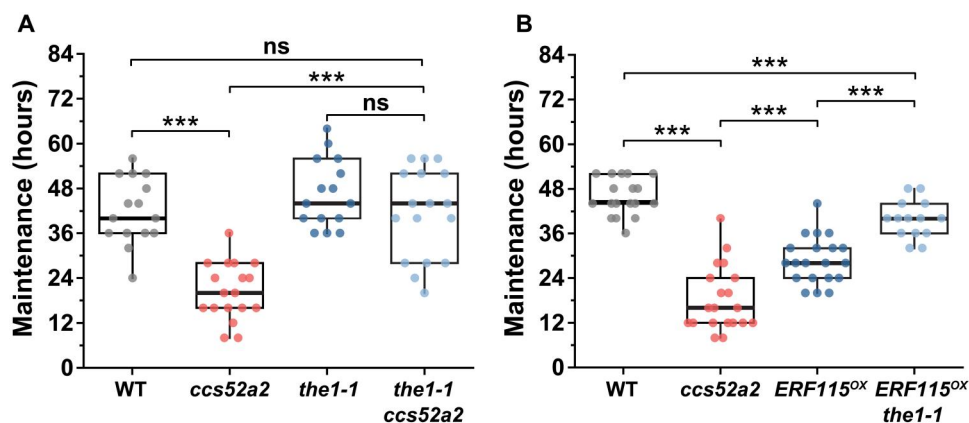 A
B
Maintenance (hours)
84
72
60
48
36
24
12
0
ns
***
ns
***
WT
ccs52a2
the1-1
the1-1
ccs52a2
Maintenance (hours)
84
72
60
48
36
24
12
0
***
***
***
***
WT
ccs52a2
ERF115OX
ERF115OX
the1-1